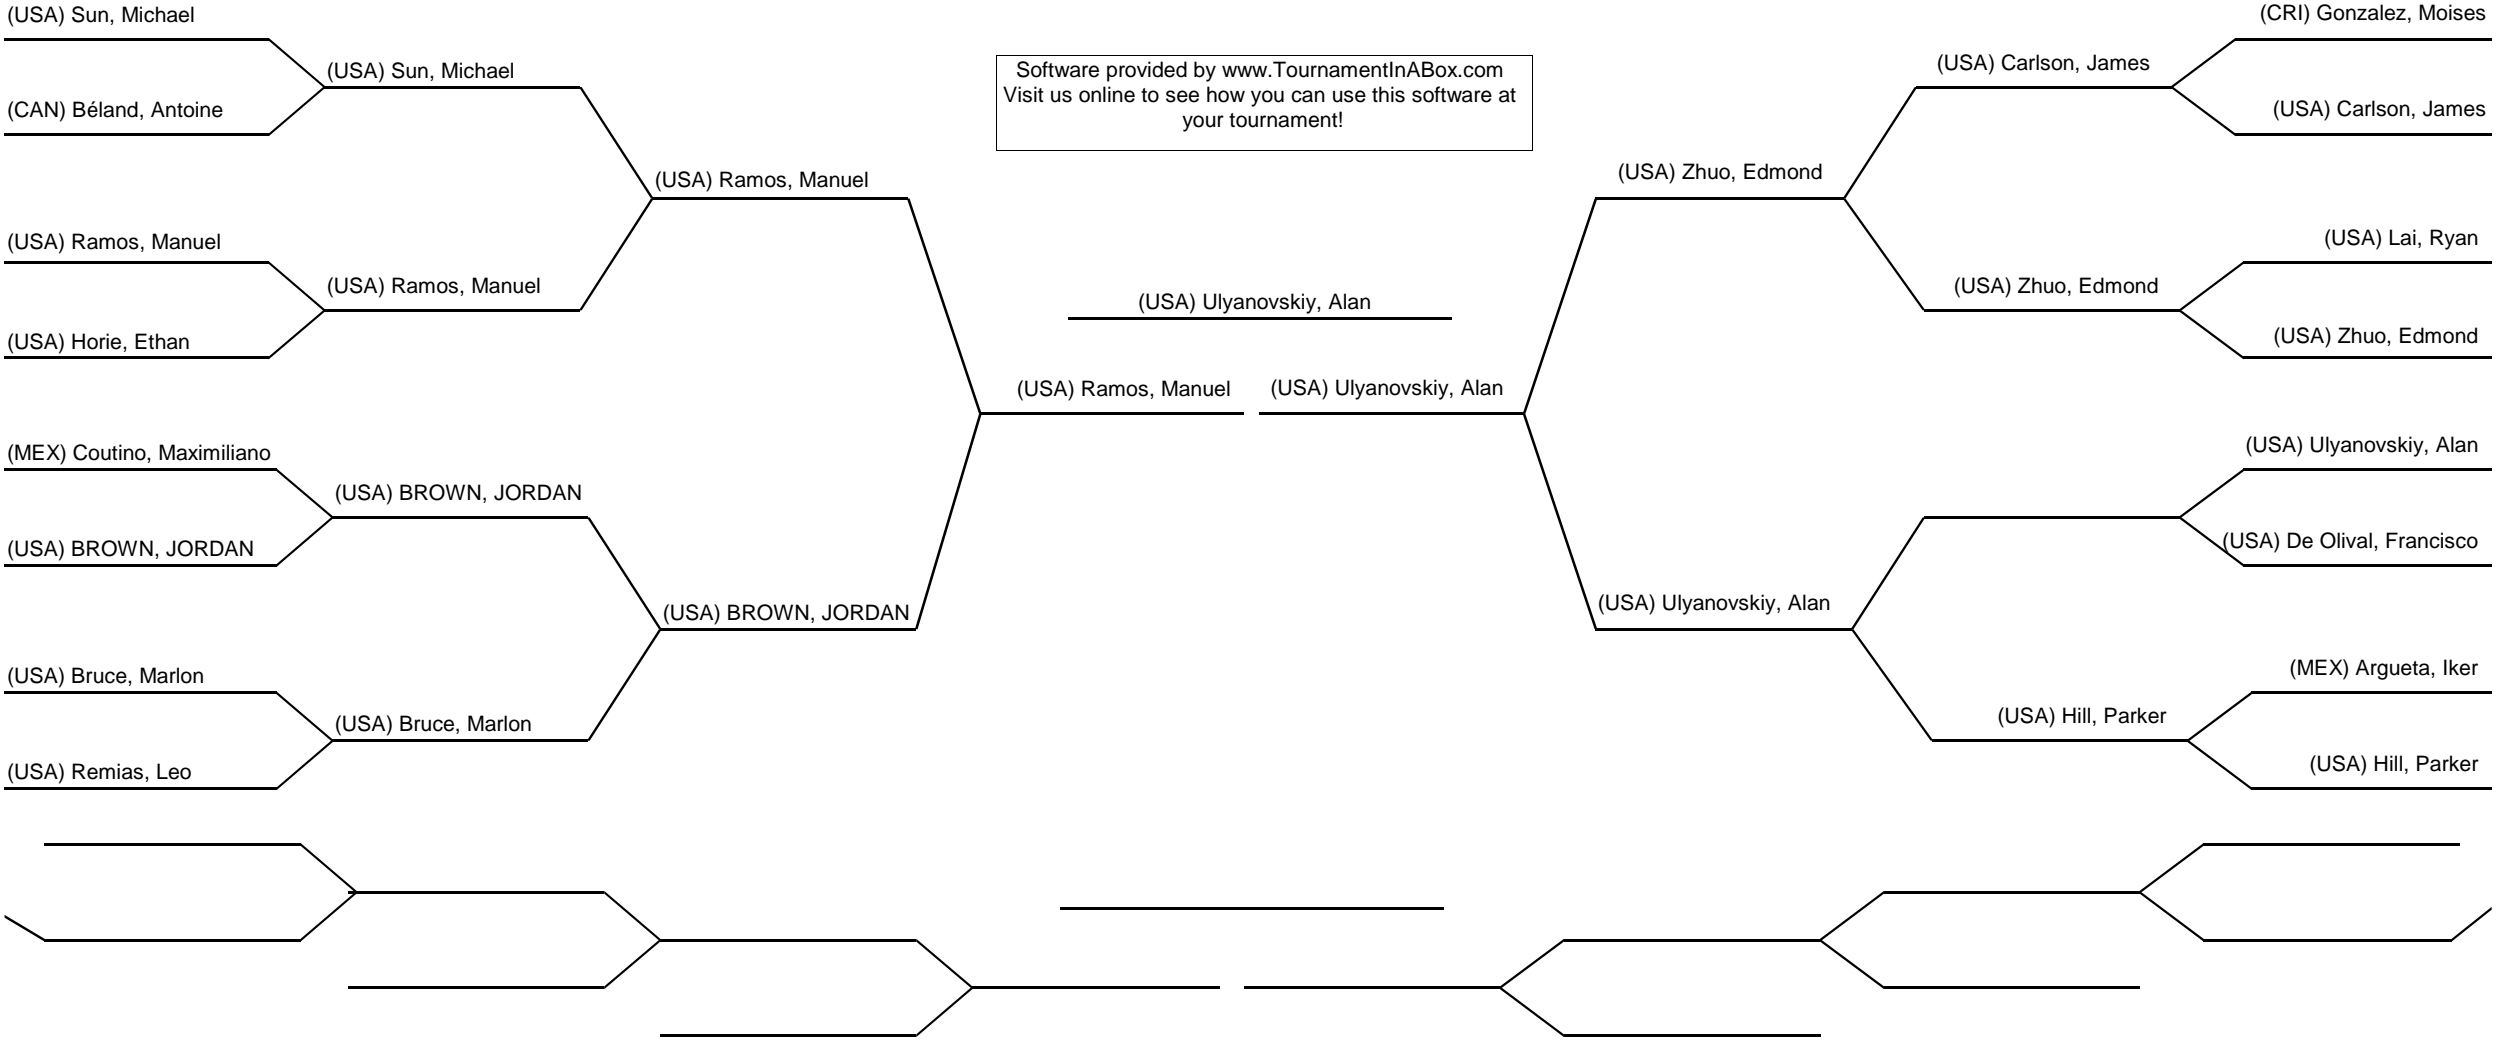 (USA) Sun, Michael
(CAN) Béland, Antoine
(USA) Ramos, Manuel
(USA) Horie, Ethan
(MEX) Coutino, Maximiliano
(USA) BROWN, JORDAN
(USA) Bruce, Marlon
(USA) Remias, Leo
(USA) Sun, Michael
(USA) Ramos, Manuel
(USA) BROWN, JORDAN
(USA) Bruce, Marlon
(USA) Ramos, Manuel
(USA) BROWN, JORDAN
Software provided by www.TournamentInABox.com
Visit us online to see how you can use this software at
your tournament!
(USA) Ulyanovskiy, Alan
(USA) Ramos, Manuel
(USA) Ulyanovskiy, Alan
(USA) Zhuo, Edmond
(USA) Ulyanovskiy, Alan
(USA) Carlson, James
(USA) Zhuo, Edmond
(USA) Hill, Parker
(CRI) Gonzalez, Moises
(USA) Carlson, James
(USA) Lai, Ryan
(USA) Zhuo, Edmond
(USA) Ulyanovskiy, Alan
(USA) De Olival, Francisco
(MEX) Argueta, Iker
(USA) Hill, Parker